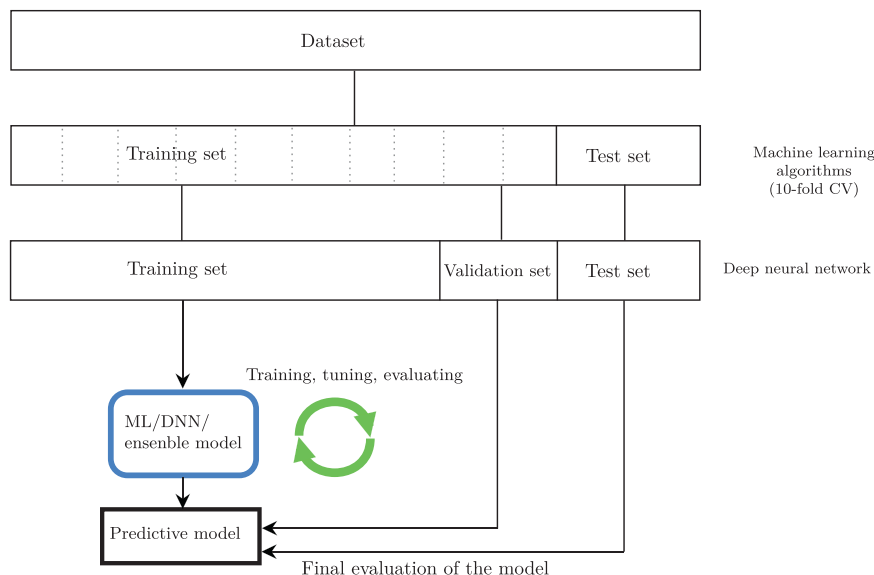 Dataset
Training set
Test set
Machine learning
algorithms
(10-fold CV)
Training set
Validation set
Test set
Deep neural network
Training, tuning, evaluating
ML/DNN/
ensenble model
Predictive model
Final evaluation of the model